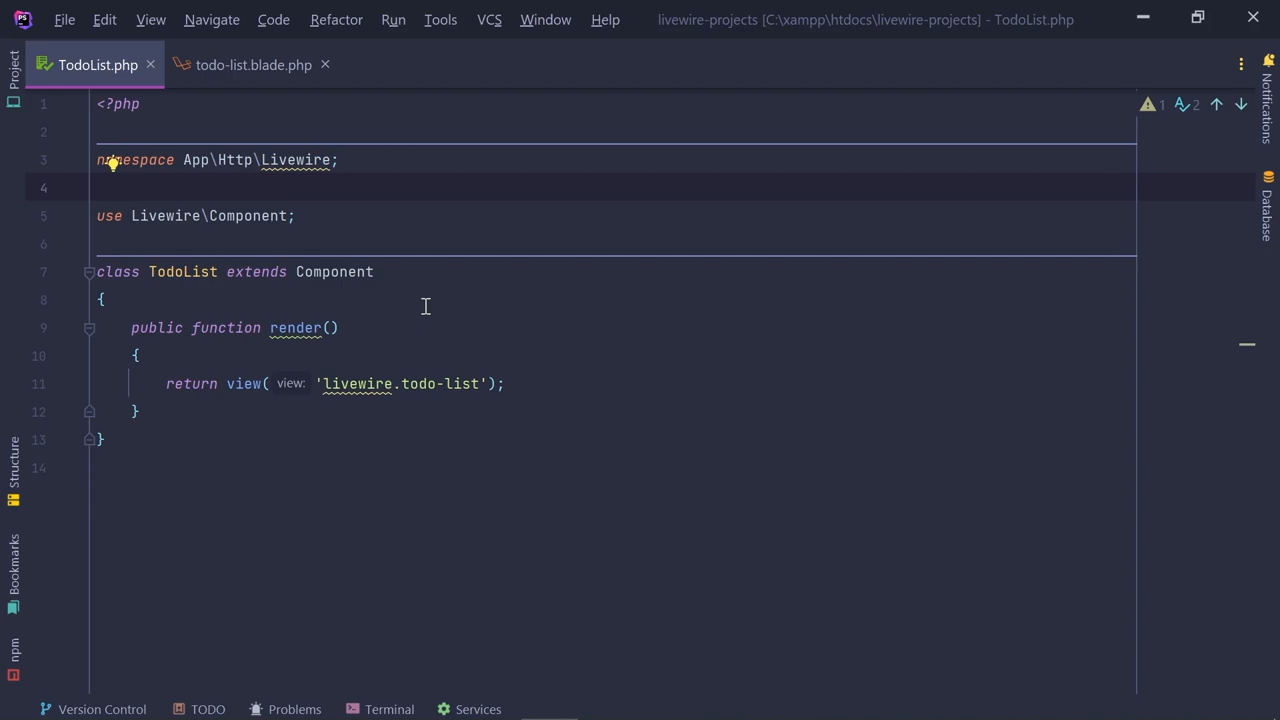 PS File Edit View Navigate Code Refactor Run Tools VCS Window Help livewire-projects [C:\xampp\htdocs\livewire-projects] - TodoList.php
TodoList.php todo-list.blade.php
Project
Structure
Bookmarks
npm
1 <?php
2
3 namespace App\Http\Livewire;
4
5 use Livewire\Component;
6
7 class TodoList extends Component
8 {
9 public function render()
10 {
11 return view( view: 'livewire.todo-list');
12 }
13 }
14
1 2
Notifications
Database
Version Control TODO Problems Terminal Services